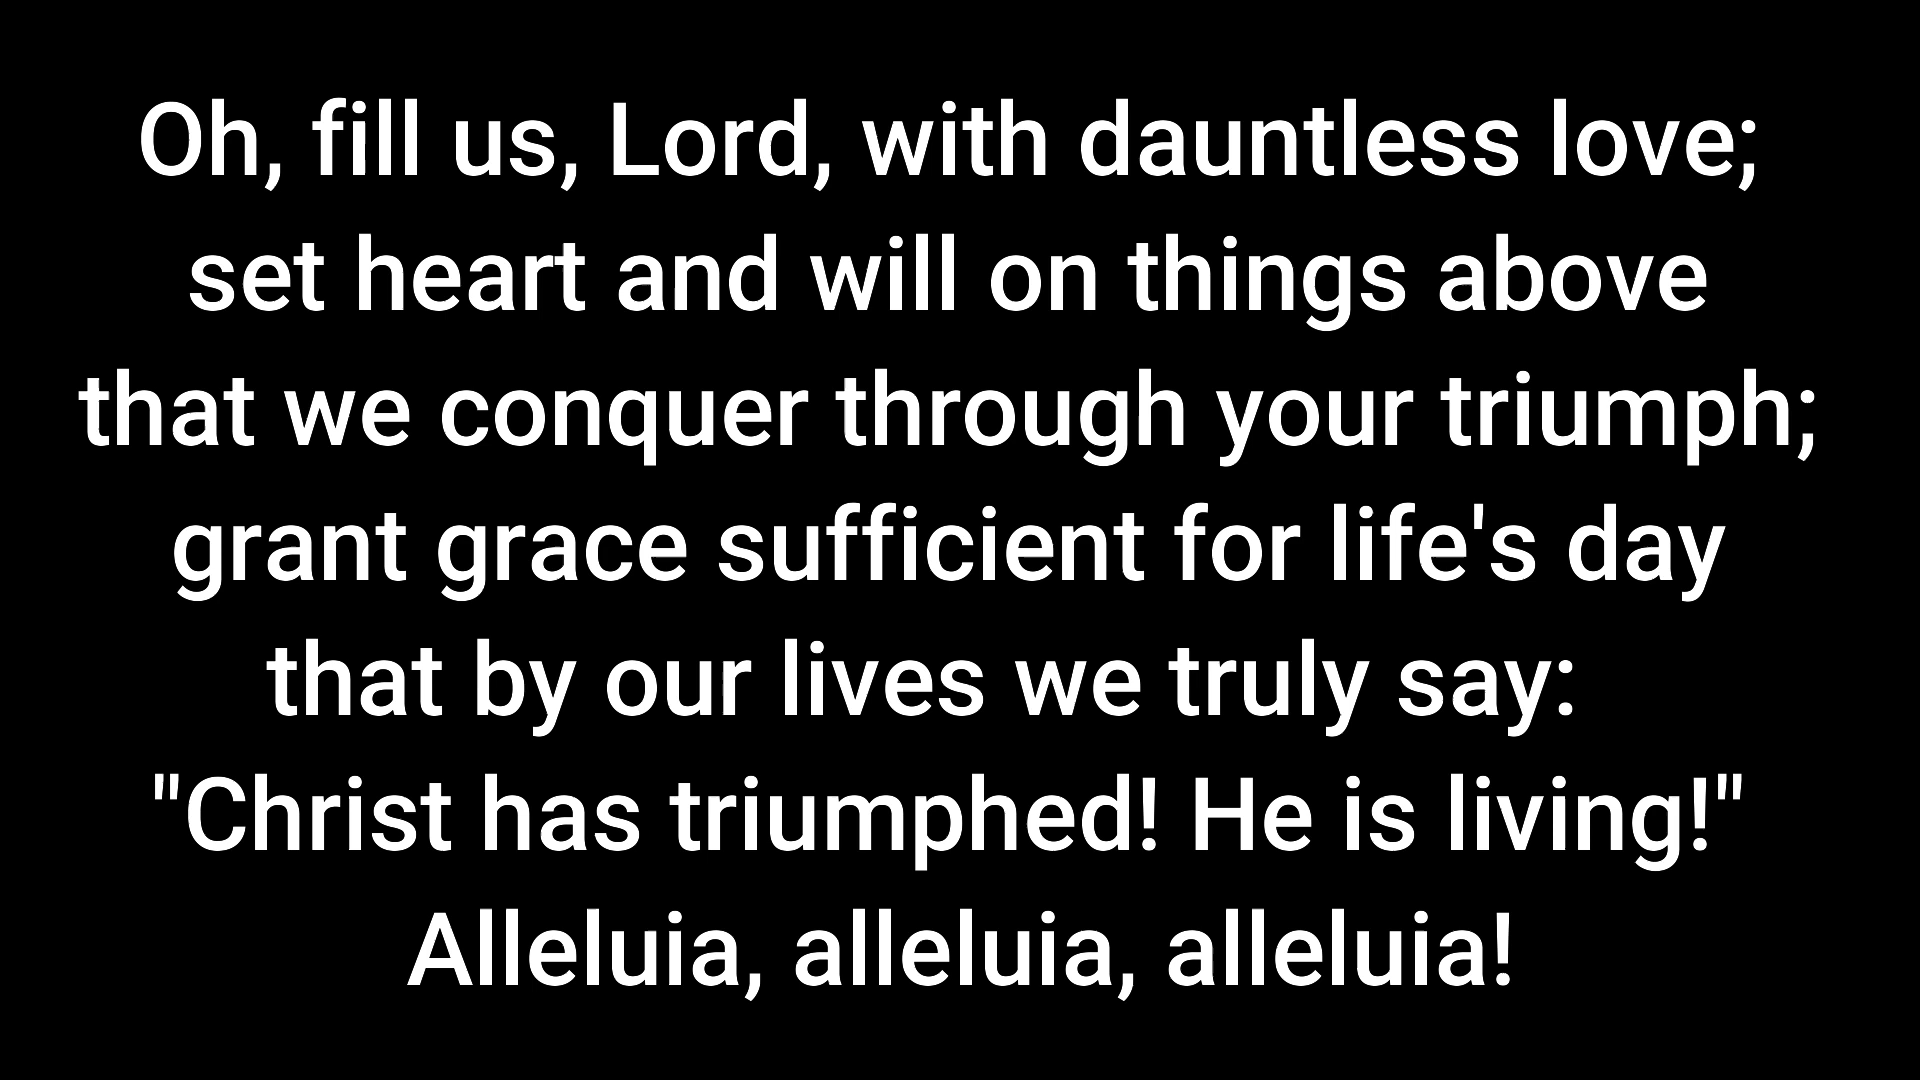 Oh, fill us, Lord, with dauntless love;
set heart and will on things above
that we conquer through your triumph;
grant grace sufficient for life's day
that by our lives we truly say:
"Christ has triumphed! He is living!"
Alleluia, alleluia, alleluia!